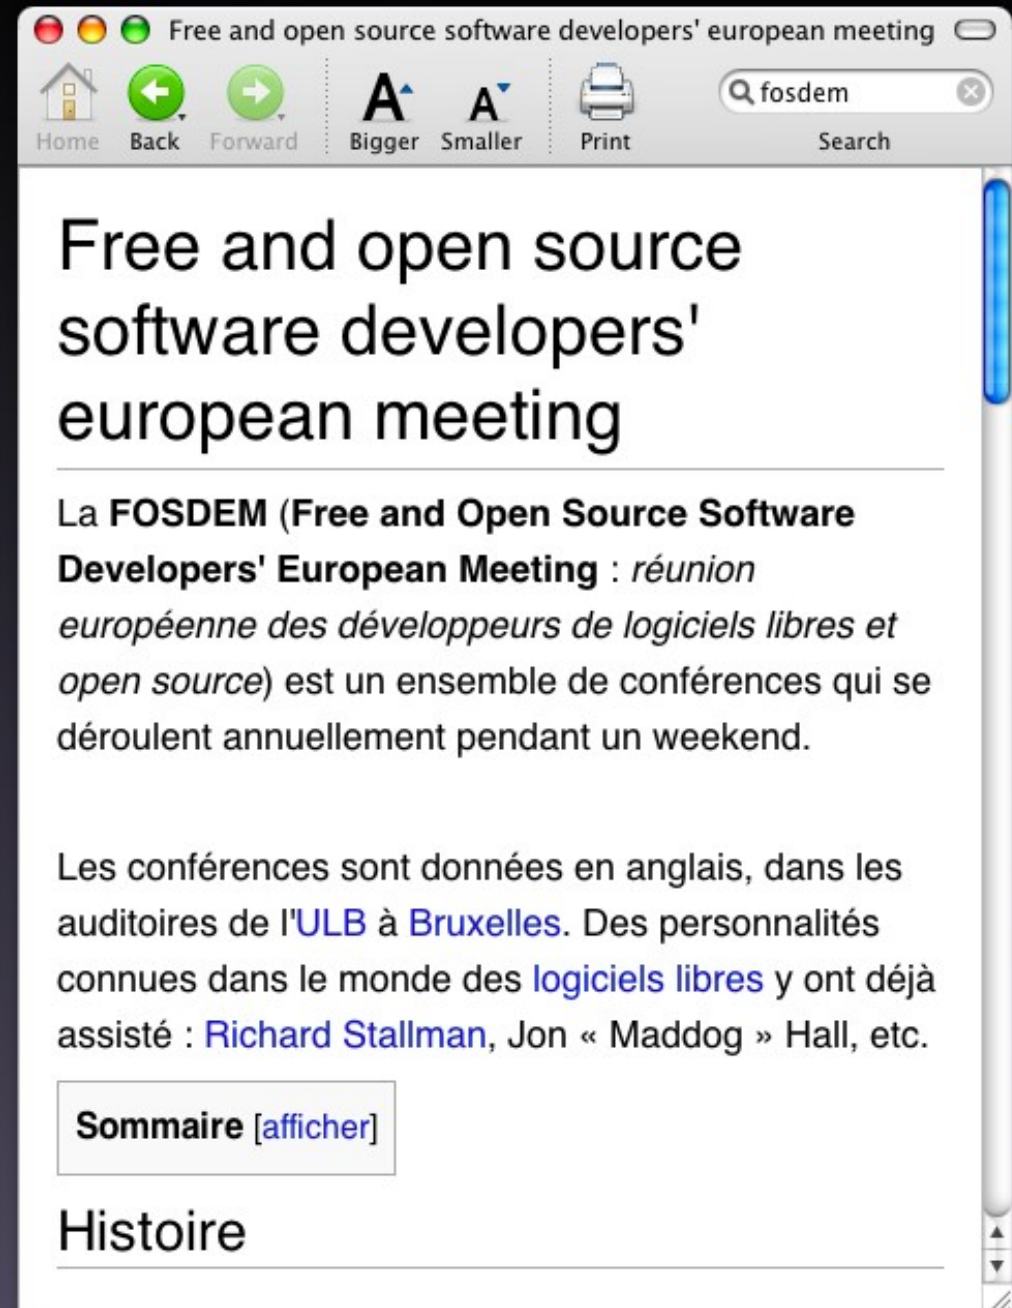 Free and open source software developers' european meeting
Home Back Forward Bigger Smaller Print Search
fosdem
Free and open source
software developers'
european meeting
La FOSDEM (Free and Open Source Software
Developers' European Meeting : réunion
européenne des développeurs de logiciels libres et
open source) est un ensemble de conférences qui se
déroulent annuellement pendant un weekend.
Les conférences sont données en anglais, dans les
auditoires de l'ULB à Bruxelles. Des personnalités
connues dans le monde des logiciels libres y ont déjà
assisté : Richard Stallman, Jon « Maddog » Hall, etc.
Sommaire [afficher]
Histoire